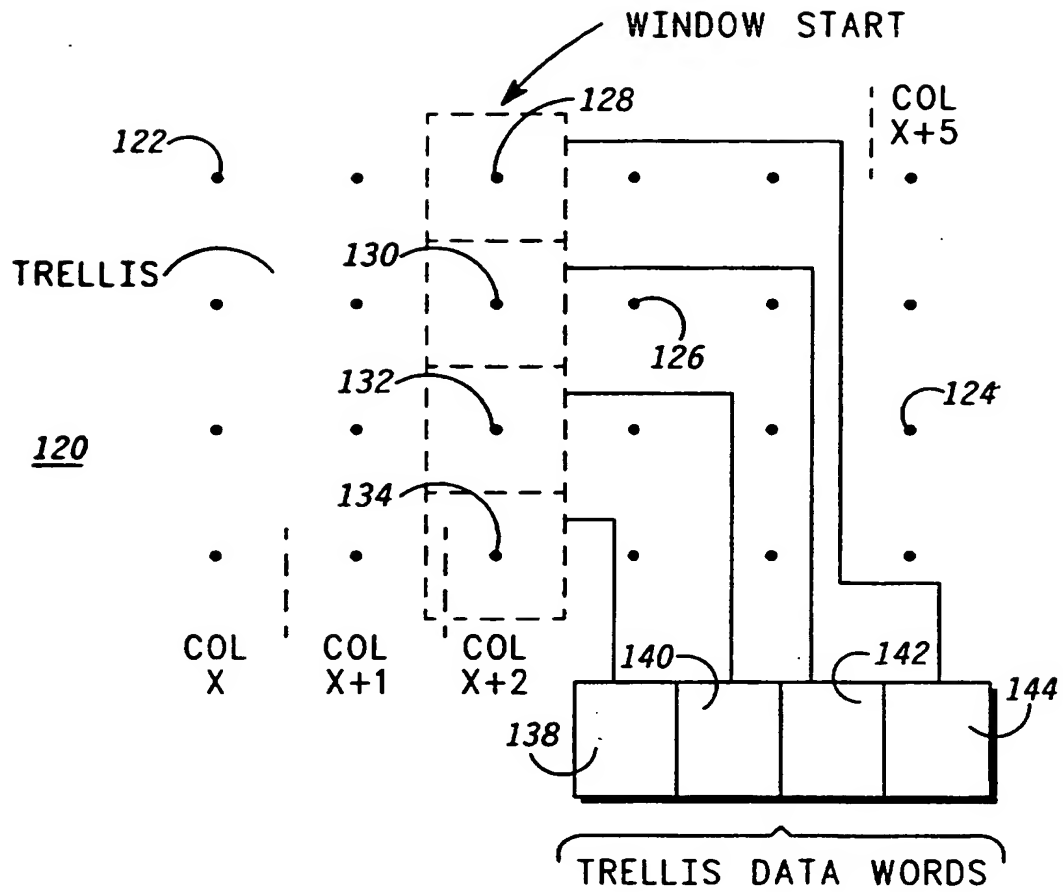 WINDOW START
128
COL
X+5
122
130
TRELLIS
126
132
124
120
134
COL
X
COL
X+1
COL
X+2
140
142
144
138
TRELLIS DATA WORDS